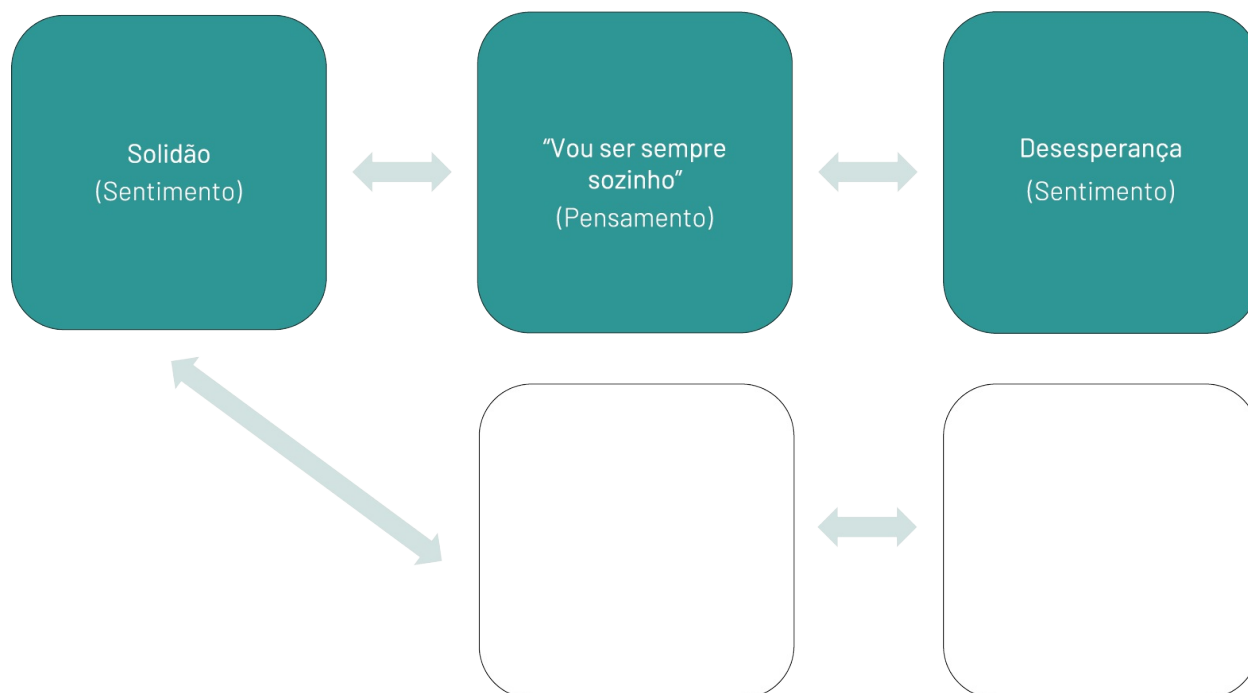 Solidão
(Sentimento)
“Vou ser sempre
sozinho”
(Pensamento)
Desesperança
(Sentimento)